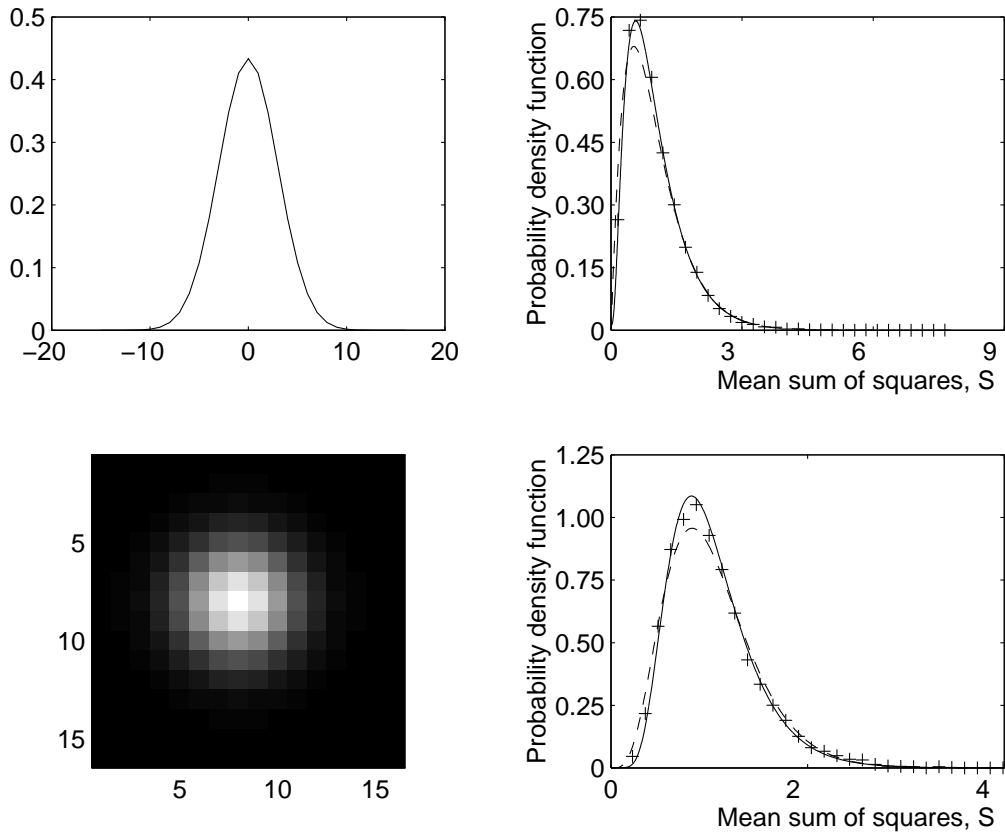 0.5
0.4
0.3
0.2
0.1
0
−20 −10 0 10 20
Probability density function
0.75
0.60
0.45
0.30
0.15
0
0 3 6 9
Mean sum of squares, S
5
10
15
5 10 15
Probability density function
1.25
1.00
0.75
0.50
0.25
0
0 2 4
Mean sum of squares, S